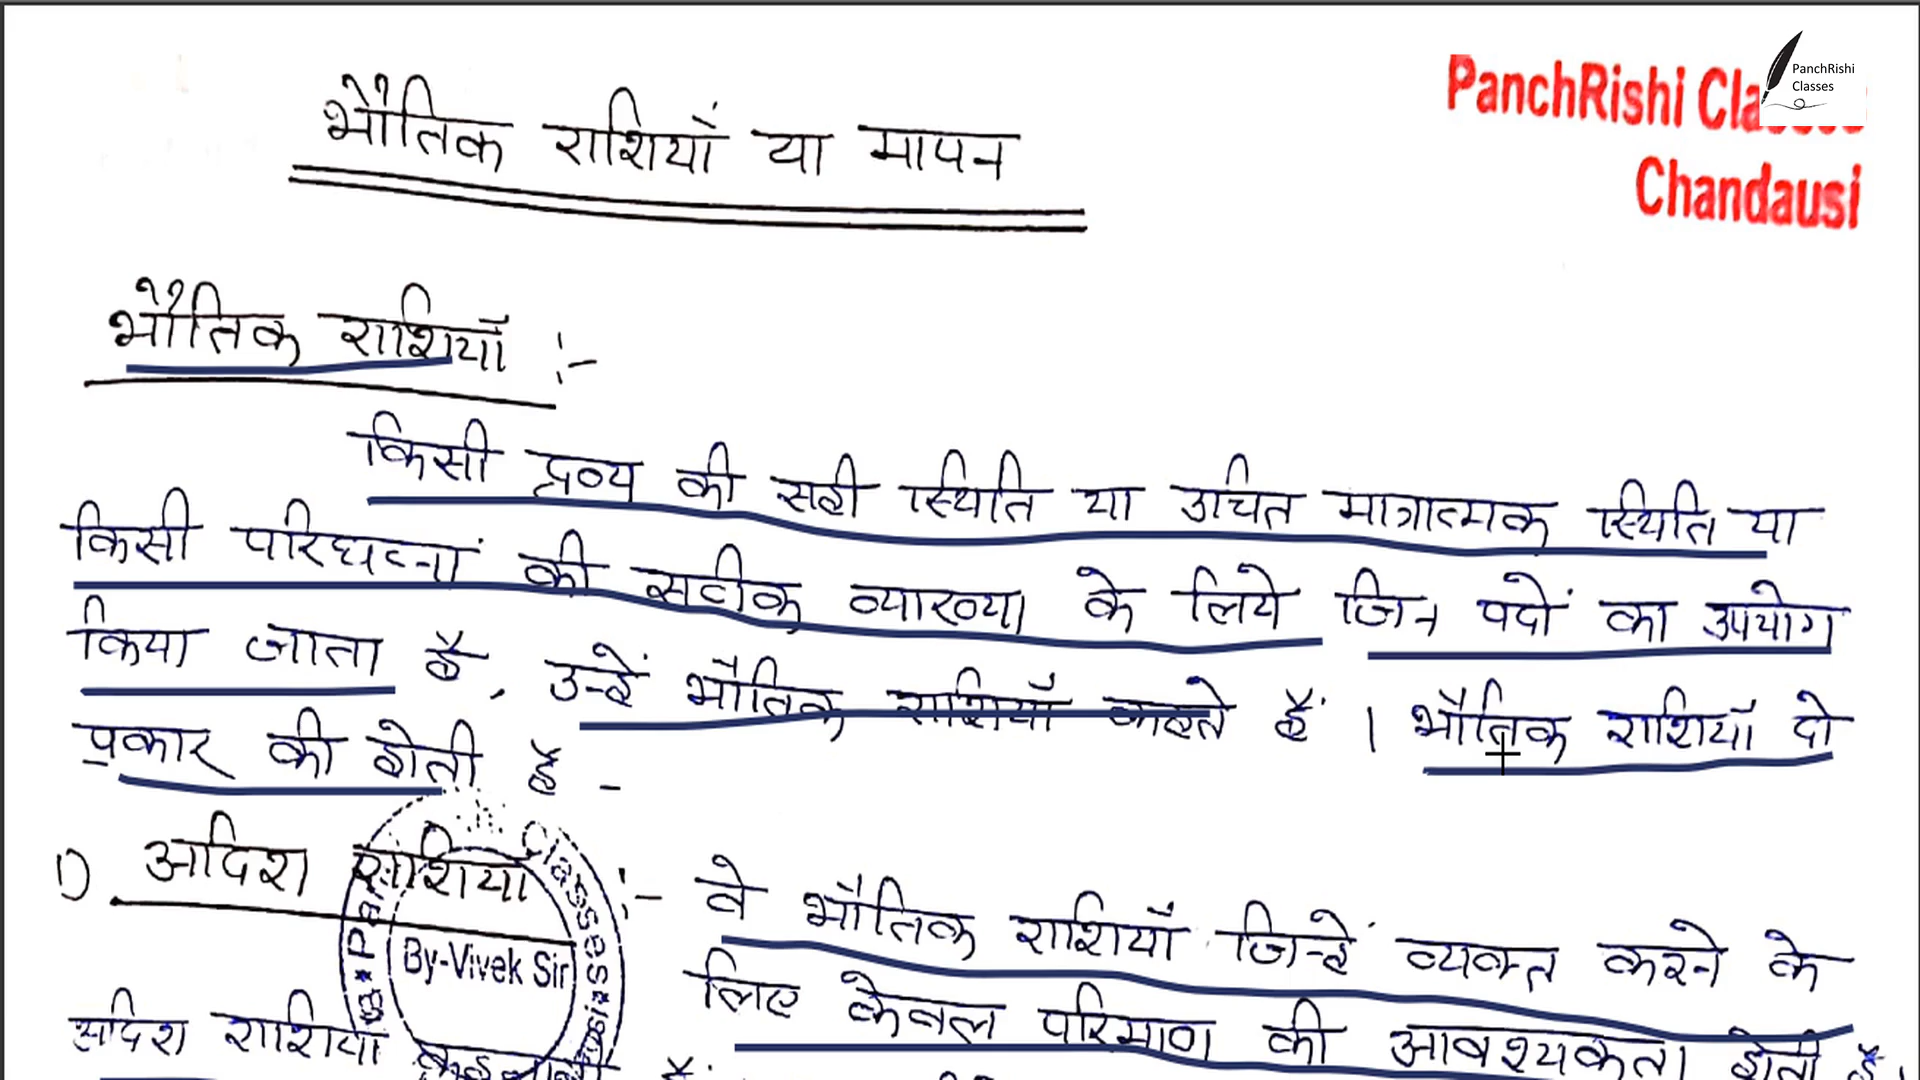 भौतिक राशियाँ या मापन
PanchRishi
Chandausi
PanchRishi
Classes
भौतिक राशियाँ :-
किसी द्रव्य की सही स्थिति या उचित मात्रात्मक स्थिति या
किसी परिघटना की सटीक व्याख्या के लिये जिन पदों का उपयोग
किया जाता है, उन्हें भौतिक राशियाँ कहते हैं । भौतिक राशियाँ दो
प्रकार की होती है -
1) अदिश राशियाँ :- वे भौतिक राशियाँ जिन्हें व्यक्त करने के
लिए केवल परिमाण की आवश्यकता होती है ।
By-Vivek Sir
Classes
सदिश राशियाँ